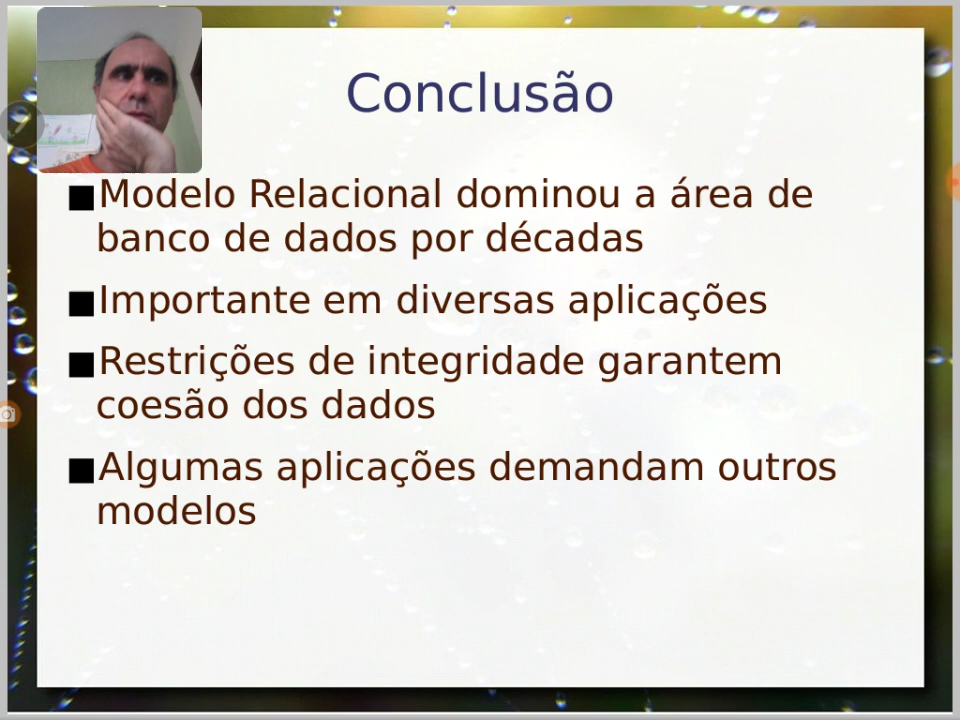 Conclusão
Modelo Relacional dominou a área de
banco de dados por décadas
Importante em diversas aplicações
Restrições de integridade garantem
coesão dos dados
Algumas aplicações demandam outros
modelos